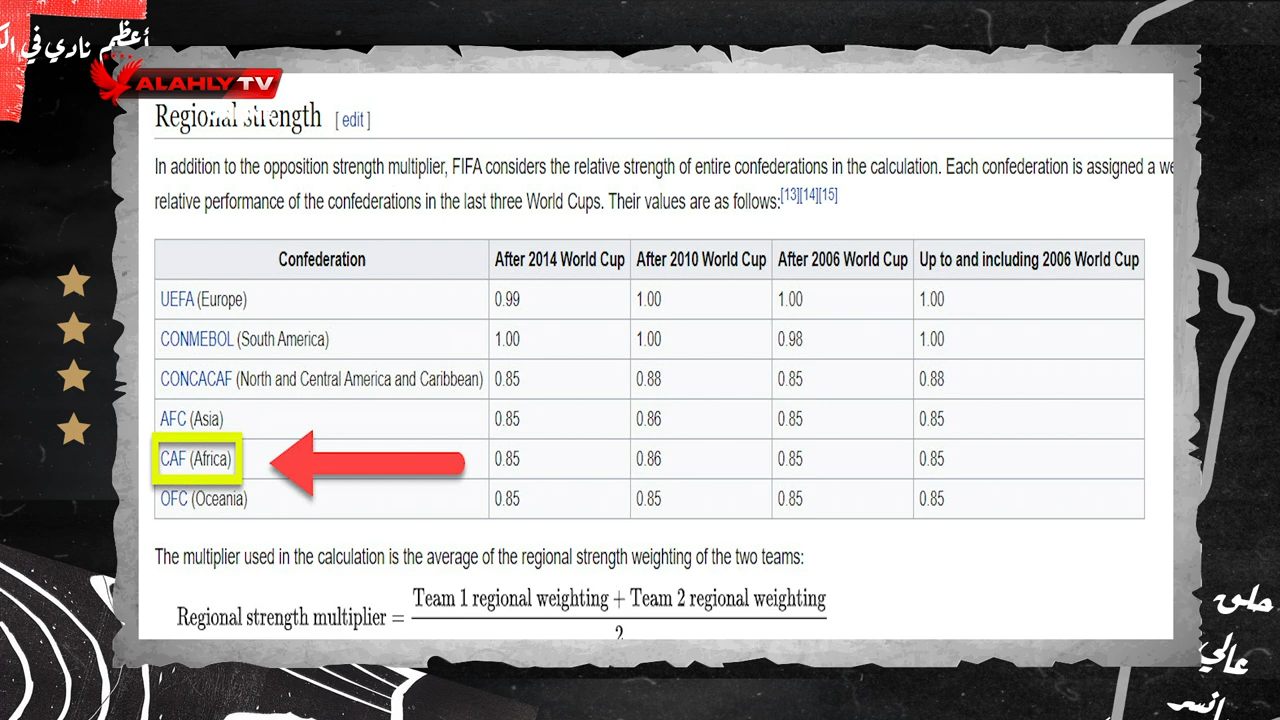 أعظم نادي في
ALAHLY TV
Regional strength [ edit ]
In addition to the opposition strength multiplier, FIFA considers the relative strength of entire confederations in the calculation. Each confederation is assigned a
relative performance of the confederations in the last three World Cups. Their values are as follows:[13][14][15]
Confederation After 2014 World Cup After 2010 World Cup After 2006 World Cup Up to and including 2006 World Cup
UEFA (Europe) 0.99 1.00 1.00 1.00
CONMEBOL (South America) 1.00 1.00 0.98 1.00
CONCACAF (North and Central America and Caribbean) 0.85 0.88 0.85 0.88
AFC (Asia) 0.85 0.86 0.85 0.85
CAF (Africa) 0.85 0.86 0.85 0.85
OFC (Oceania) 0.85 0.85 0.85 0.85
The multiplier used in the calculation is the average of the regional strength weighting of the two teams:
Regional strength multiplier = Team 1 regional weighting + Team 2 regional weighting
2